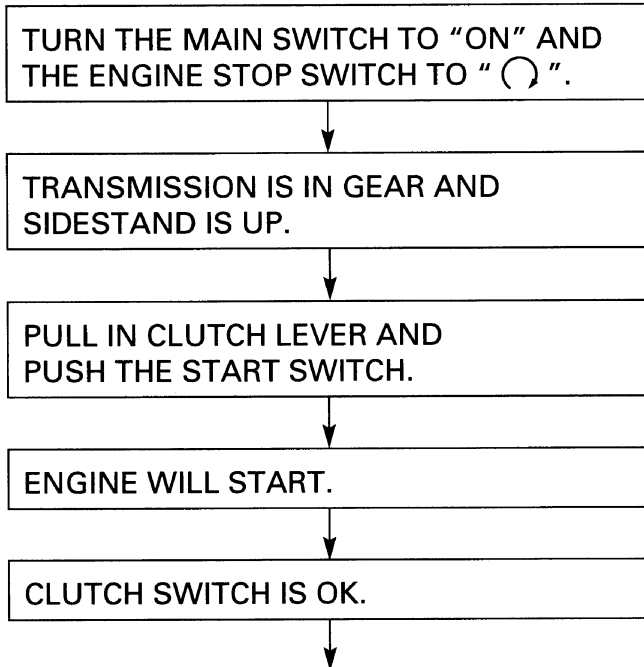 TURN THE MAIN SWITCH TO “ON” AND
THE ENGINE STOP SWITCH TO “ ”.
TRANSMISSION IS IN GEAR AND
SIDESTAND IS UP.
PULL IN CLUTCH LEVER AND
PUSH THE START SWITCH.
ENGINE WILL START.
CLUTCH SWITCH IS OK.